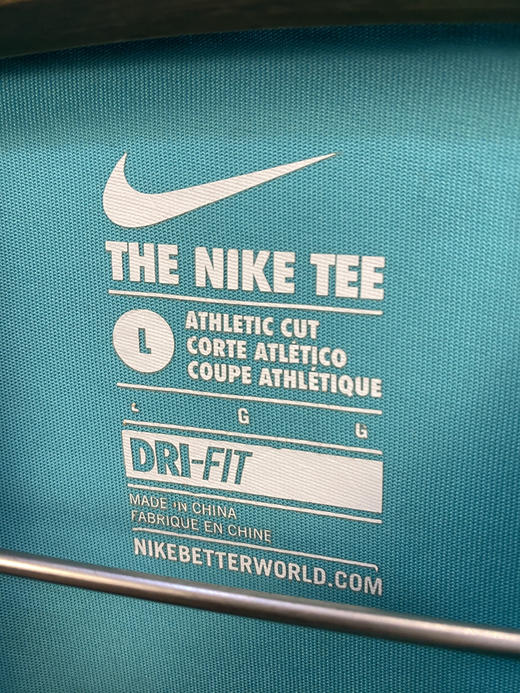 THE NIKE TEE
L
ATHLETIC CUT
CORTE ATLÉTICO
COUPE ATHLÉTIQUE
L G G
DRI-FIT
MADE IN CHINA
FABRIQUE EN CHINE
NIKEBETTERWORLD.COM